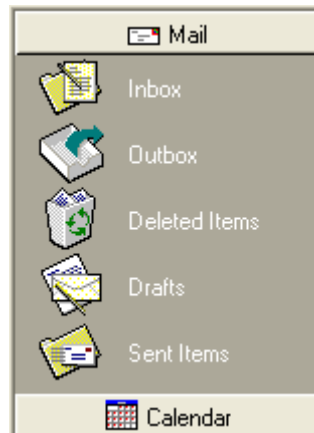 Mail
Inbox
Outbox
Deleted Items
Drafts
Sent Items
Calendar